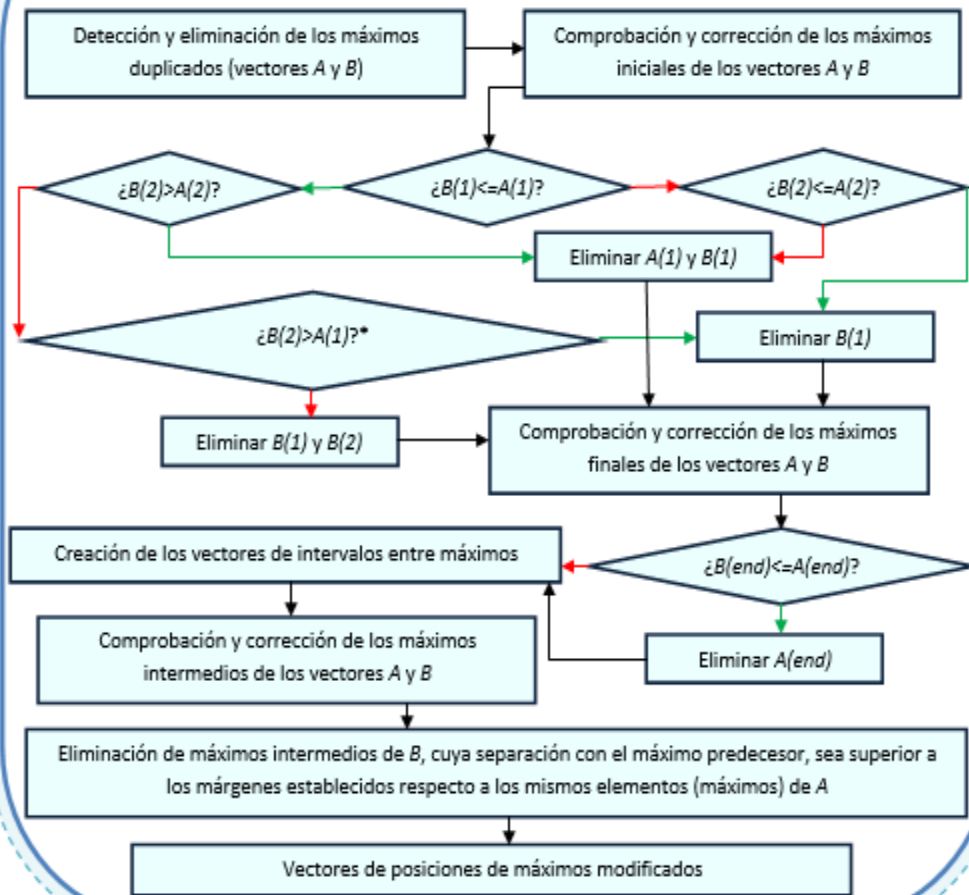 Detección y eliminación de los máximos
duplicados (vectores A y B)
Comprobación y corrección de los máximos
iniciales de los vectores A y B
¿B(2)>A(2)?
¿B(1)<=A(1)?
¿B(2)<=A(2)?
Eliminar A(1) y B(1)
¿B(2)>A(1)?*
Eliminar B(1)
Eliminar B(1) y B(2)
Comprobación y corrección de los máximos
finales de los vectores A y B
Creación de los vectores de intervalos entre máximos
¿B(end)<=A(end)?
Comprobación y corrección de los máximos
intermedios de los vectores A y B
Eliminar A(end)
Eliminación de máximos intermedios de B, cuya separación con el máximo predecesor, sea superior a
los márgenes establecidos respecto a los mismos elementos (máximos) de A
Vectores de posiciones de máximos modificados